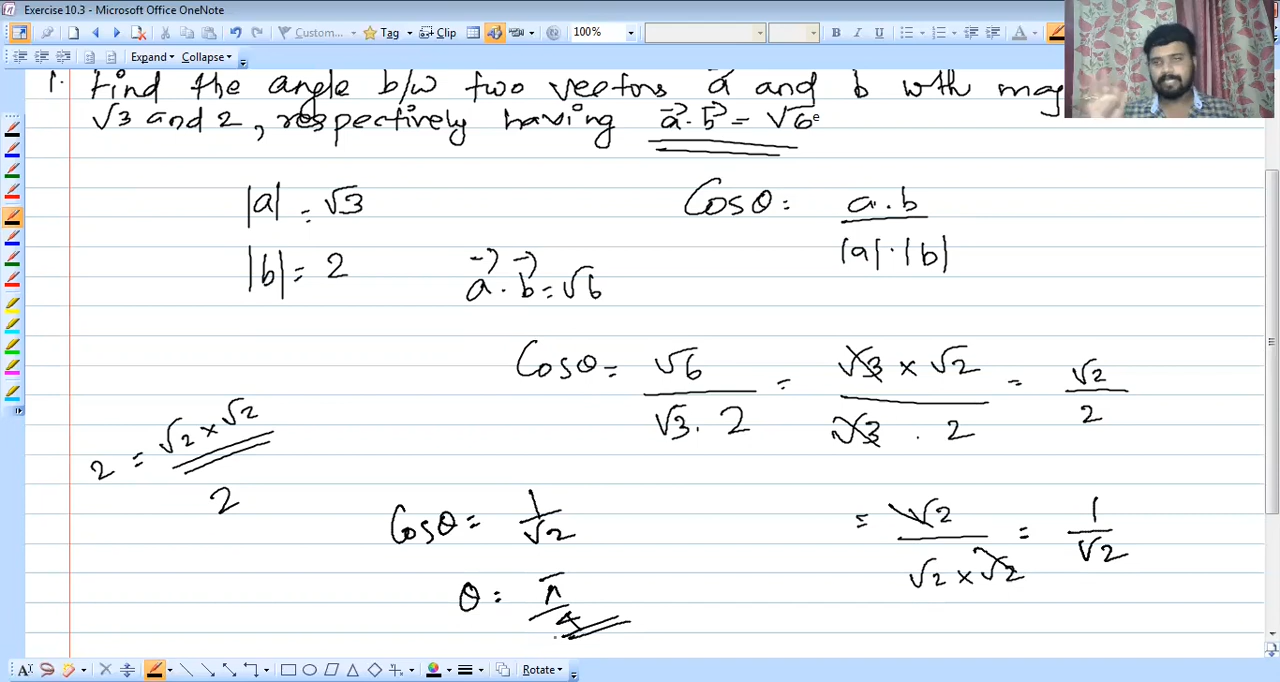 Exercise 10.3 - Microsoft Office OneNote
Custom... Tag Clip 100% B I U A
Expand Collapse
1. Find the angle b/w two vectors a and b with mag
√3 and 2, respectively having a⃗ . b⃗ = √6
|a| = √3 Cosθ = a . b / |a| . |b|
|b| = 2 a⃗ . b⃗ = √6
Cosθ = √6 / √3 . 2 = √3 × √2 / √3 . 2 = √2 / 2
2 = √2 × √2
2
Cosθ = 1 / √2 = √2 / √2 × √2 = 1 / √2
θ = π / 4
Rotate